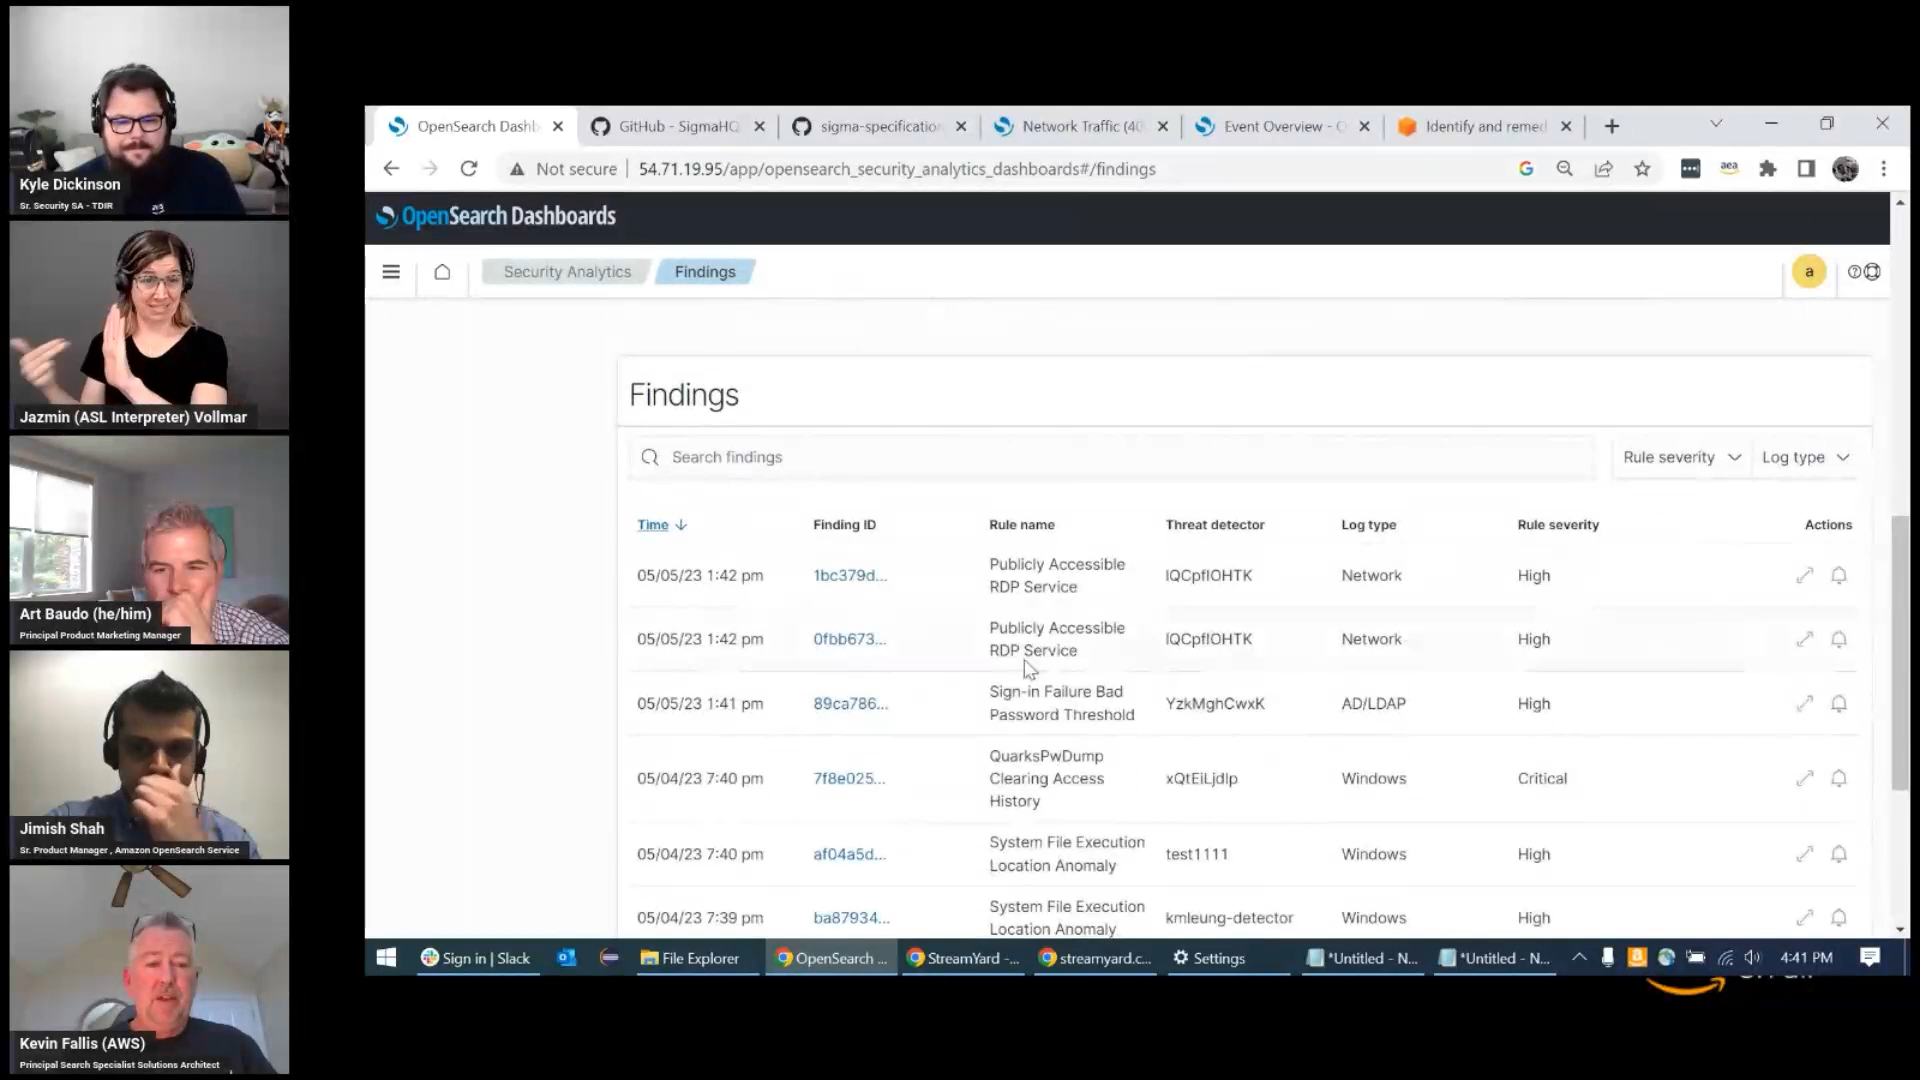 Kyle Dickinson
Sr. Security SA - TDIR
Jazmin (ASL Interpreter) Vollmar
Art Baudo (he/him)
Principal Product Marketing Manager
Jimish Shah
Sr. Product Manager , Amazon OpenSearch Service
Kevin Fallis (AWS)
Principal Search Specialist Solutions Architect
OpenSearch Dashb
GitHub - SigmaHQ
sigma-specification
Network Traffic (40
Event Overview - O
Identify and remed
Not secure
54.71.19.95/app/opensearch_security_analytics_dashboards#/findings
aea
OpenSearch Dashboards
Security Analytics
Findings
a
Findings
Search findings
Rule severity
Log type
Time Finding ID Rule name Threat detector Log type Rule severity Actions
05/05/23 1:42 pm 1bc379d... Publicly Accessible RDP Service IQCpfIOHTK Network High
05/05/23 1:42 pm 0fbb673... Publicly Accessible RDP Service IQCpfIOHTK Network High
05/05/23 1:41 pm 89ca786... Sign-in Failure Bad Password Threshold YzkMghCwxK AD/LDAP High
05/04/23 7:40 pm 7f8e025... QuarksPwDump Clearing Access History xQtEiLjdlp Windows Critical
05/04/23 7:40 pm af04a5d... System File Execution Location Anomaly test1111 Windows High
05/04/23 7:39 pm ba87934... System File Execution Location Anomaly kmleung-detector Windows High
Sign in | Slack
File Explorer
OpenSearch ...
StreamYard -...
streamyard.c...
Settings
*Untitled - N...
*Untitled - N...
4:41 PM